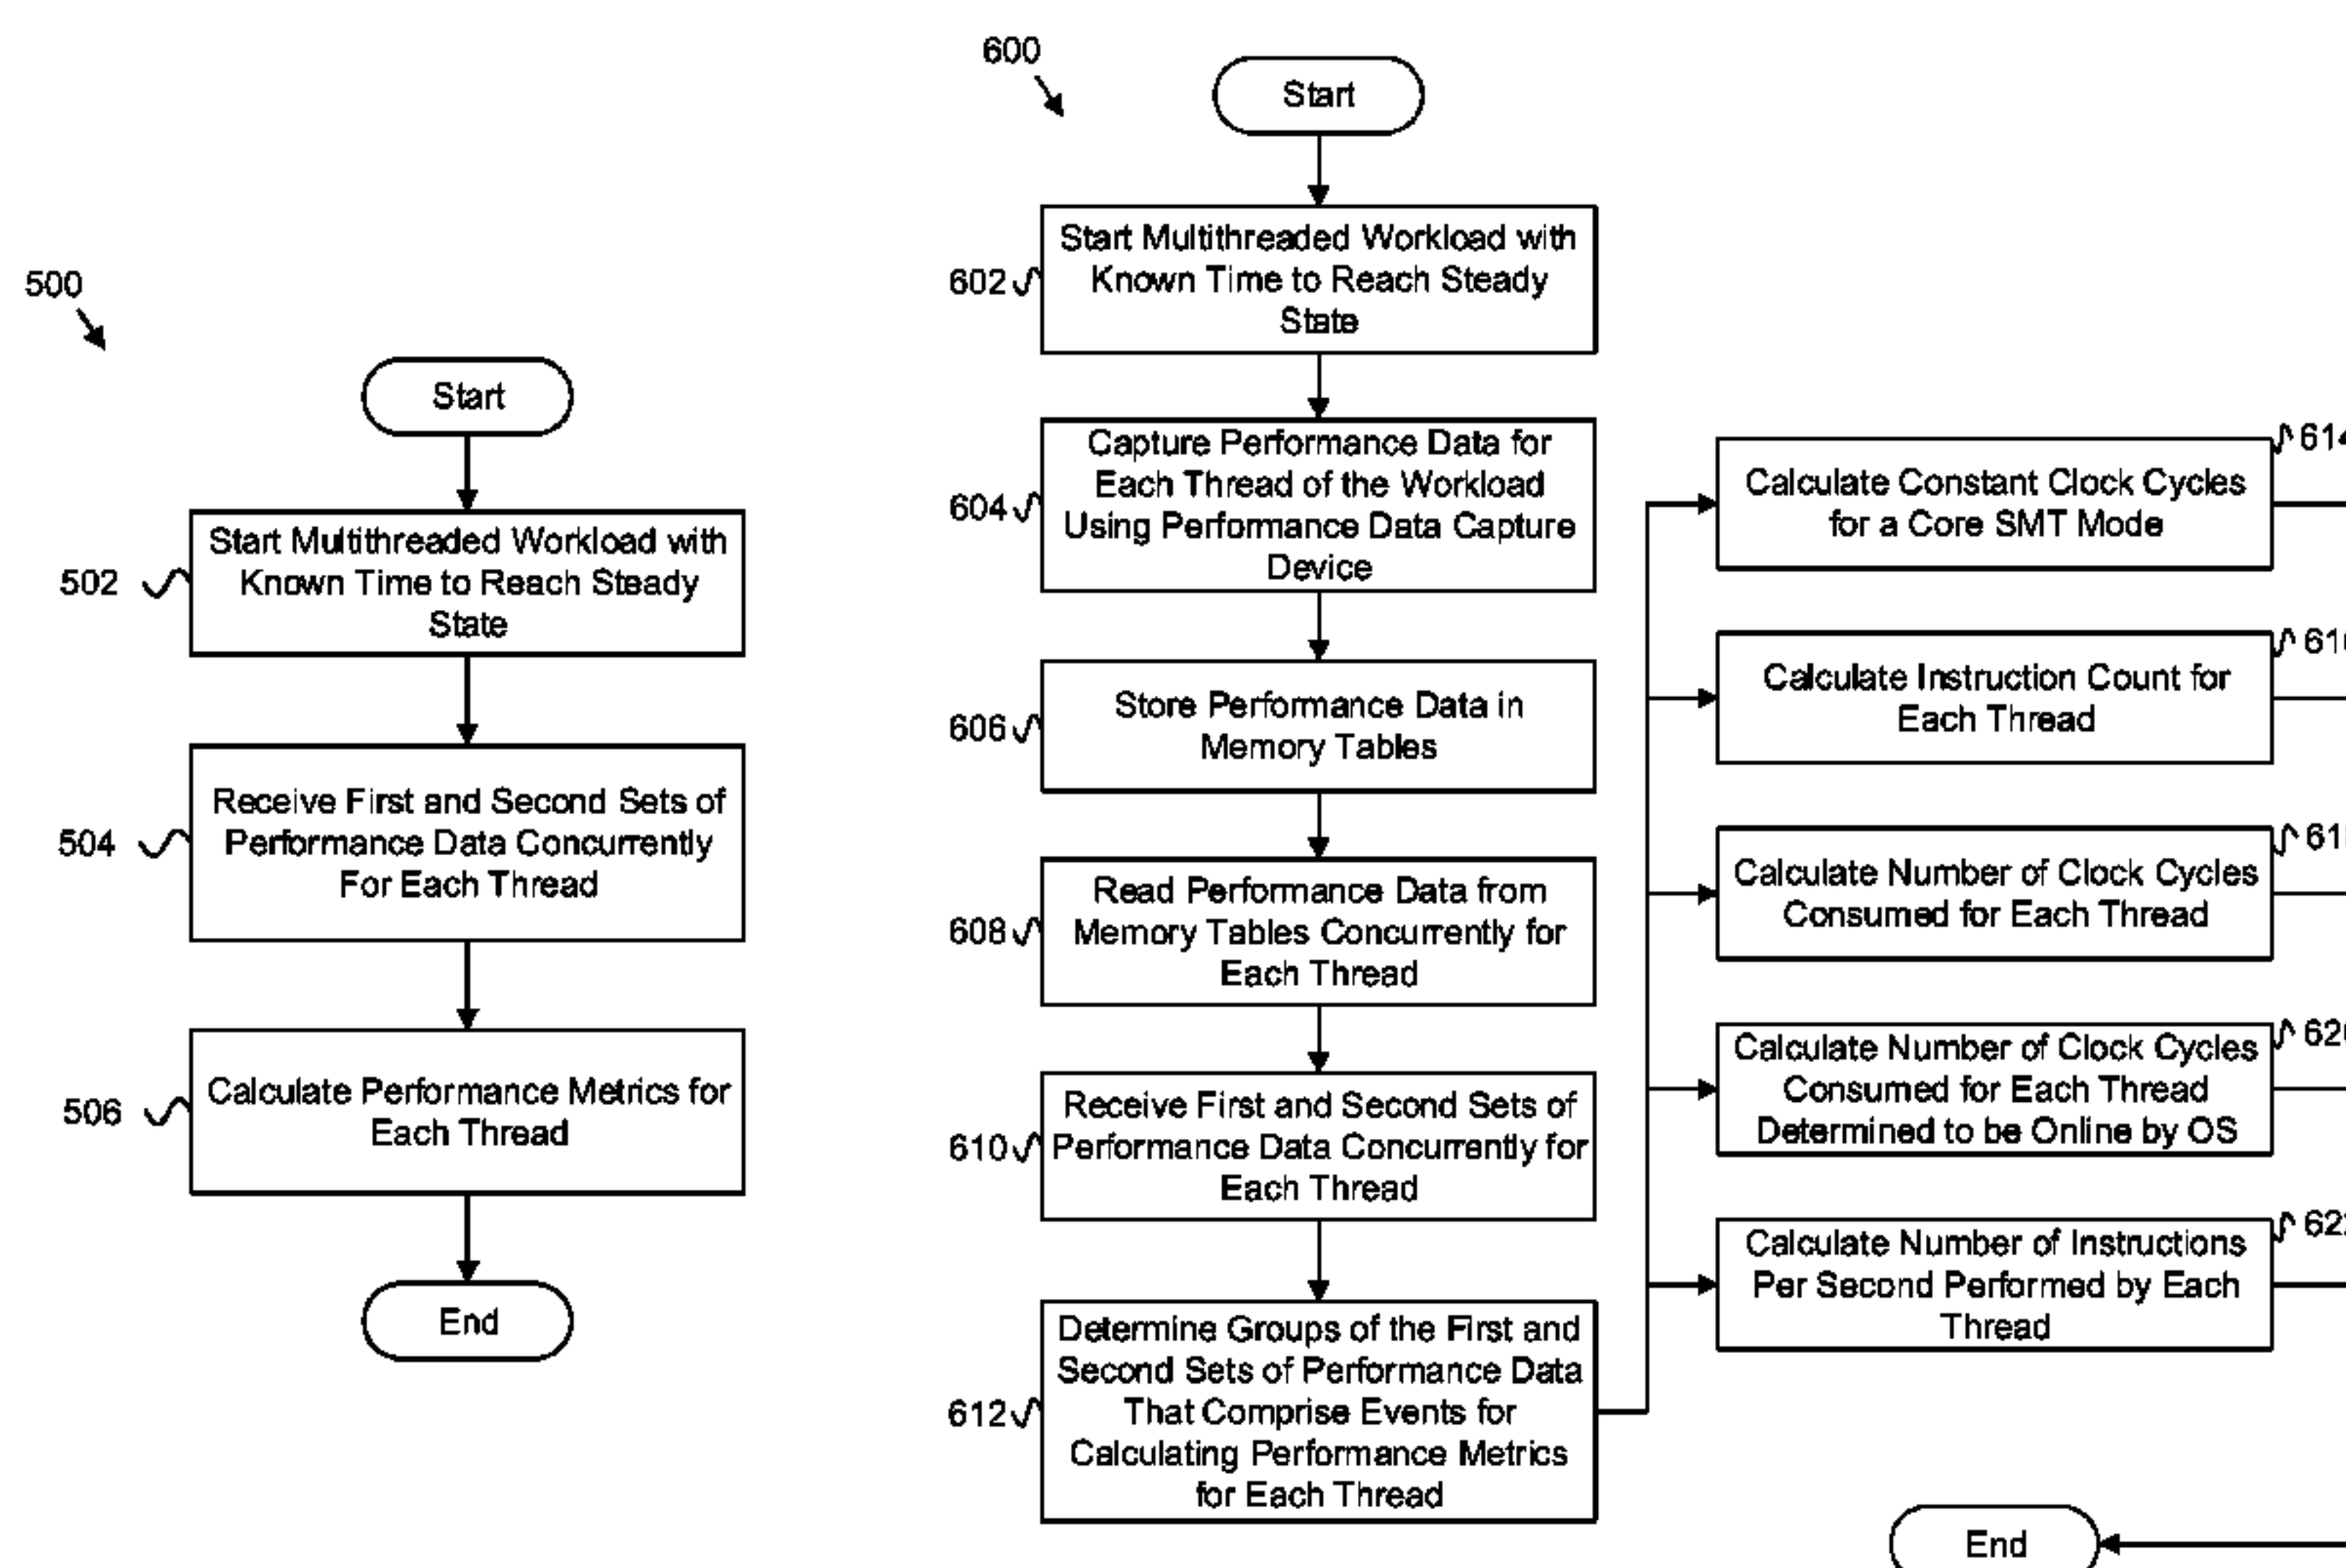 500
Start
502
Start Multithreaded Workload with
Known Time to Reach Steady
State
504
Receive First and Second Sets of
Performance Data Concurrently
For Each Thread
506
Calculate Performance Metrics for
Each Thread
End
600
Start
602
Start Multithreaded Workload with
Known Time to Reach Steady
State
604
Capture Performance Data for
Each Thread of the Workload
Using Performance Data Capture
Device
606
Store Performance Data in
Memory Tables
608
Read Performance Data from
Memory Tables Concurrently for
Each Thread
610
Receive First and Second Sets of
Performance Data Concurrently for
Each Thread
612
Determine Groups of the First and
Second Sets of Performance Data
That Comprise Events for
Calculating Performance Metrics
for Each Thread
614
Calculate Constant Clock Cycles
for a Core SMT Mode
Calculate Instruction Count for
Each Thread
Calculate Number of Clock Cycles
Consumed for Each Thread
Calculate Number of Clock Cycles
Consumed for Each Thread
Determined to be Online by OS
622
Calculate Number of Instructions
Per Second Performed by Each
Thread
End